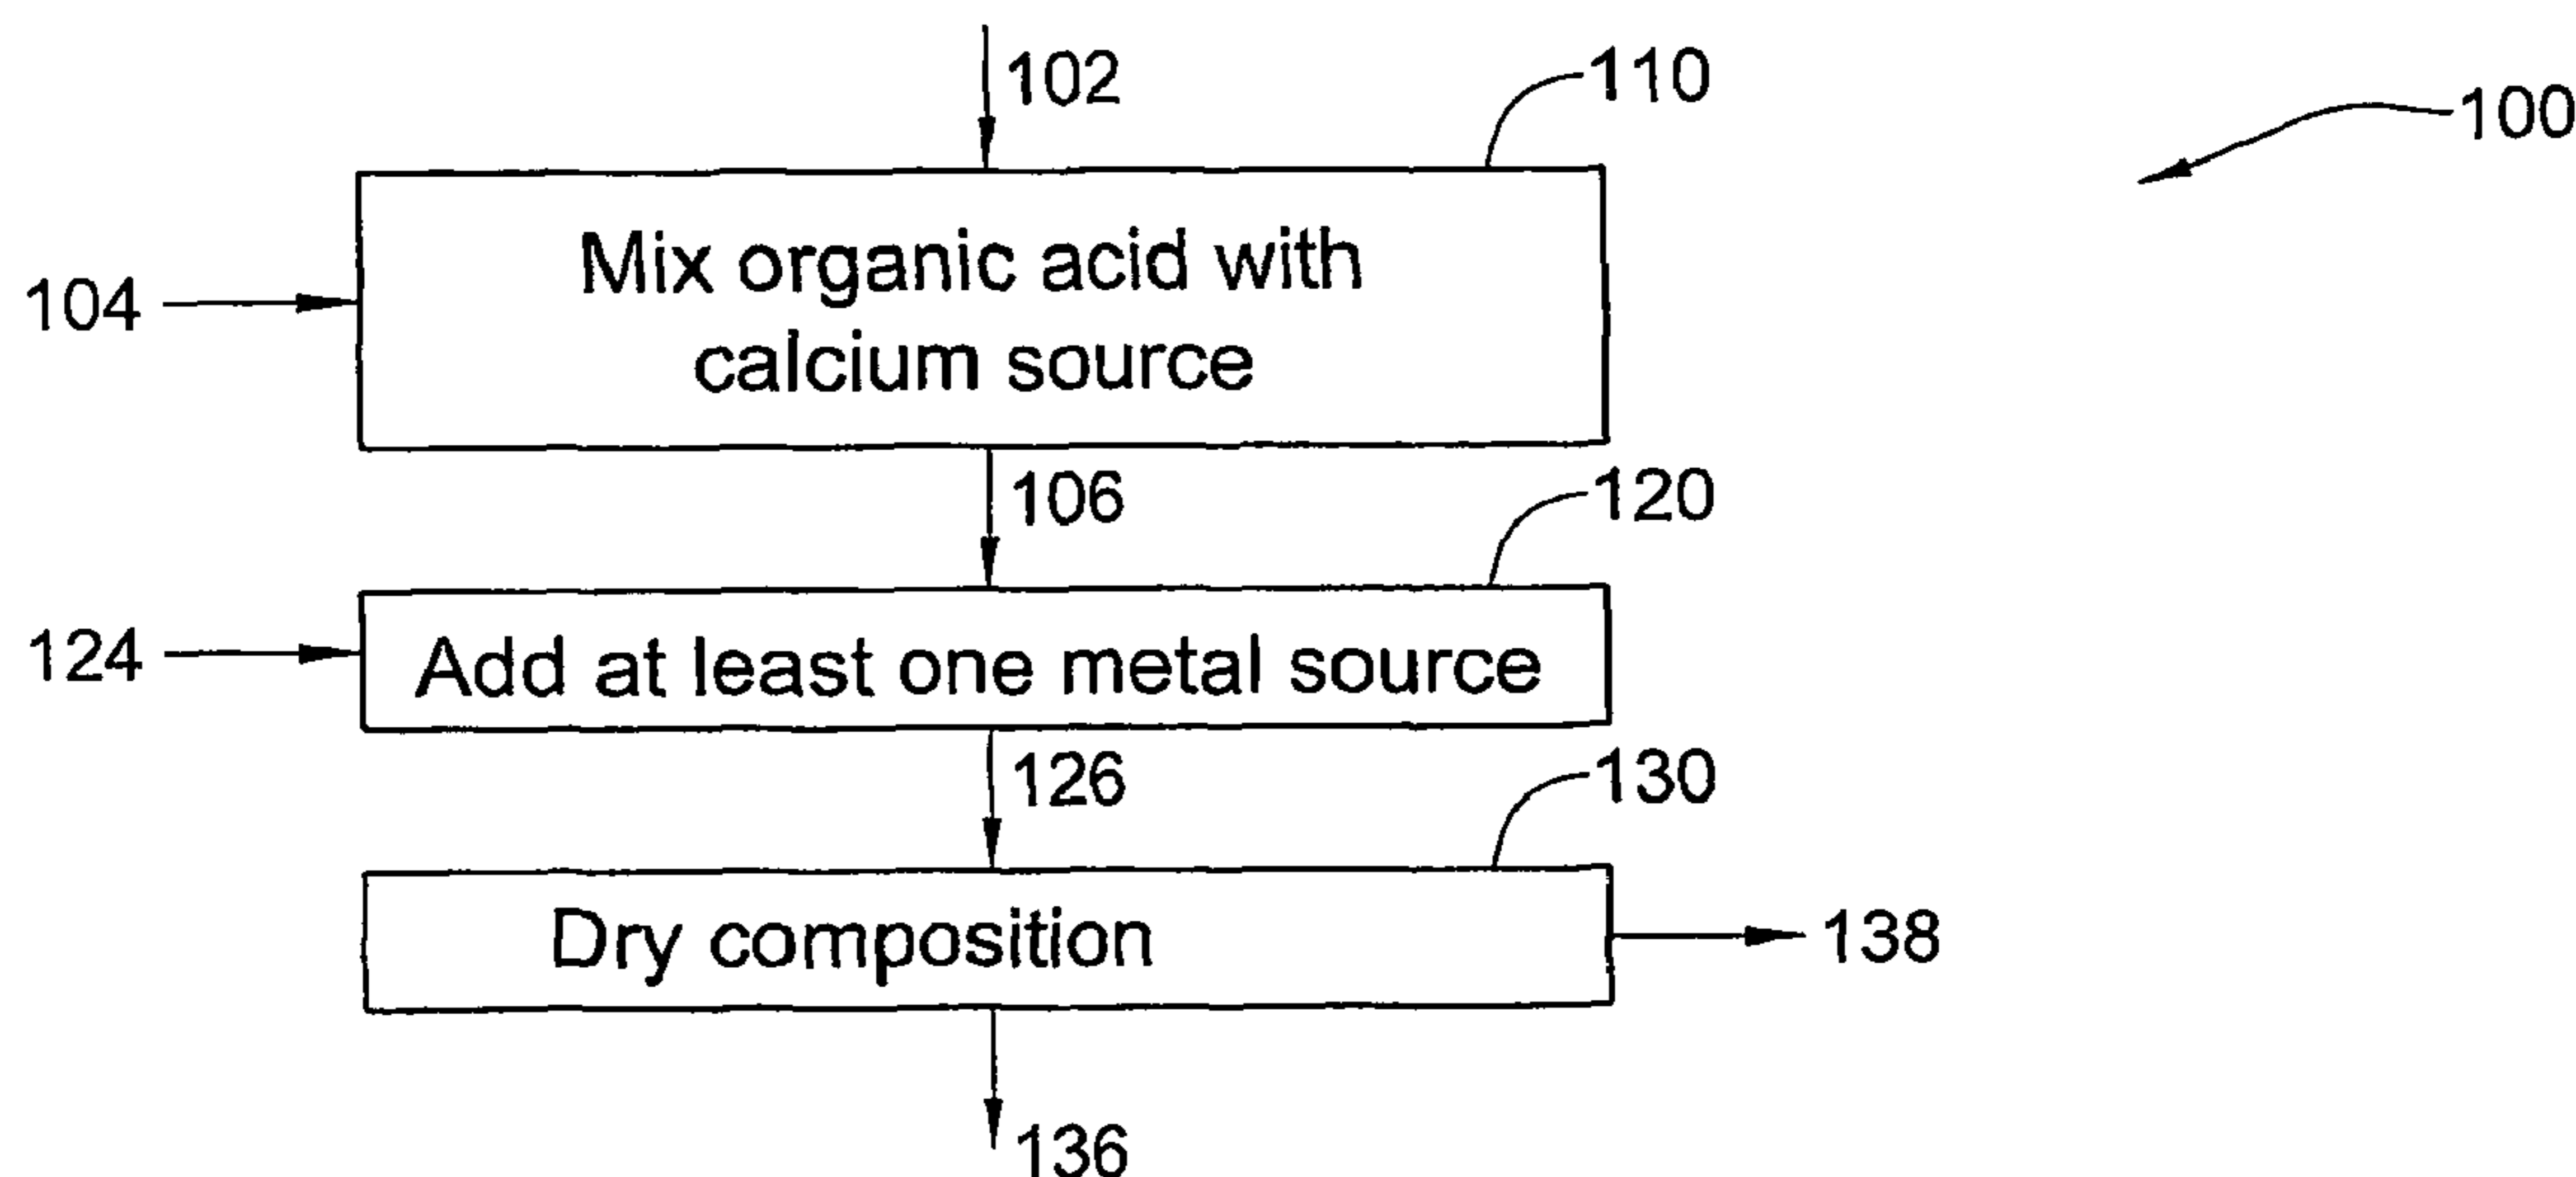 102
110
100
104
Mix organic acid with
calcium source
106
120
124
Add at least one metal source
126
130
Dry composition
138
136